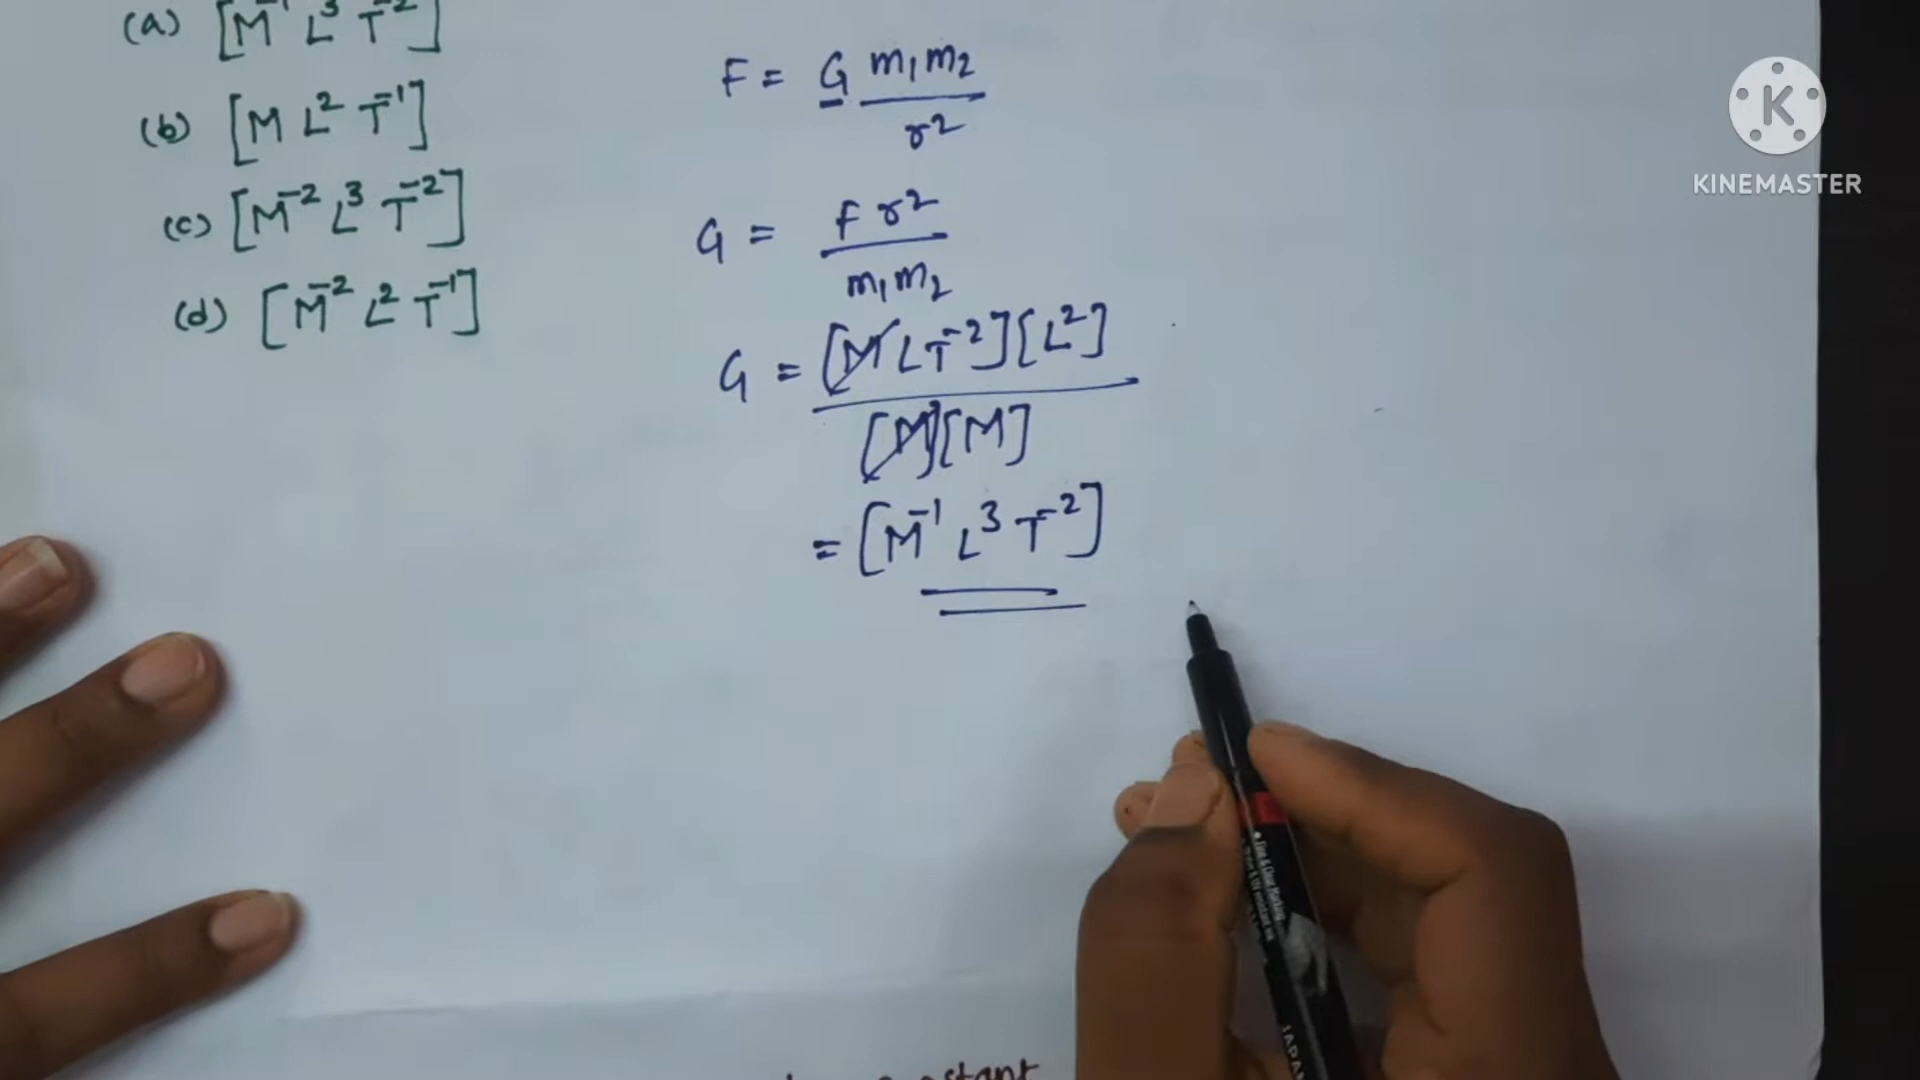 (a) [M⁻¹ L³ T⁻²]
(b) [M L² T⁻¹]
(c) [M⁻² L³ T⁻²]
(d) [M⁻² L² T⁻¹]
F = G m₁m₂ / r²
G = F r² / m₁m₂
G = [M L T⁻²][L²] / [M][M]
= [M⁻¹ L³ T⁻²]
K
KINEMASTER
JAPAN